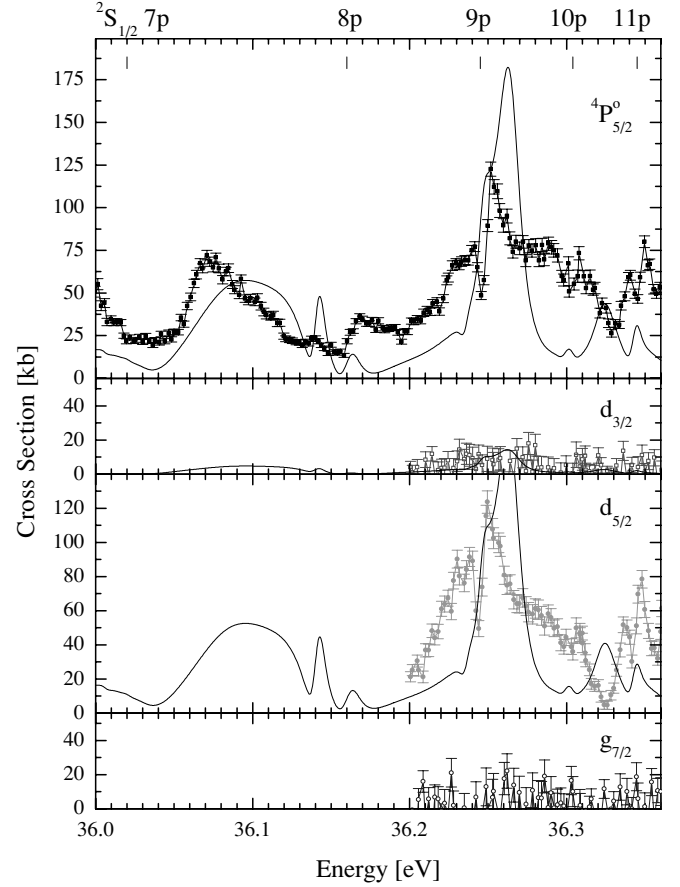 ²S₁/₂ 7p 8p 9p 10p 11p
175
⁴P°₅/₂
150
125
100
75
50
25
0
40
d₃/₂
20
0
120
d₅/₂
100
80
60
40
20
0
40
g₇/₂
20
0
36.0 36.1 36.2 36.3
Energy [eV]
Cross Section [kb]